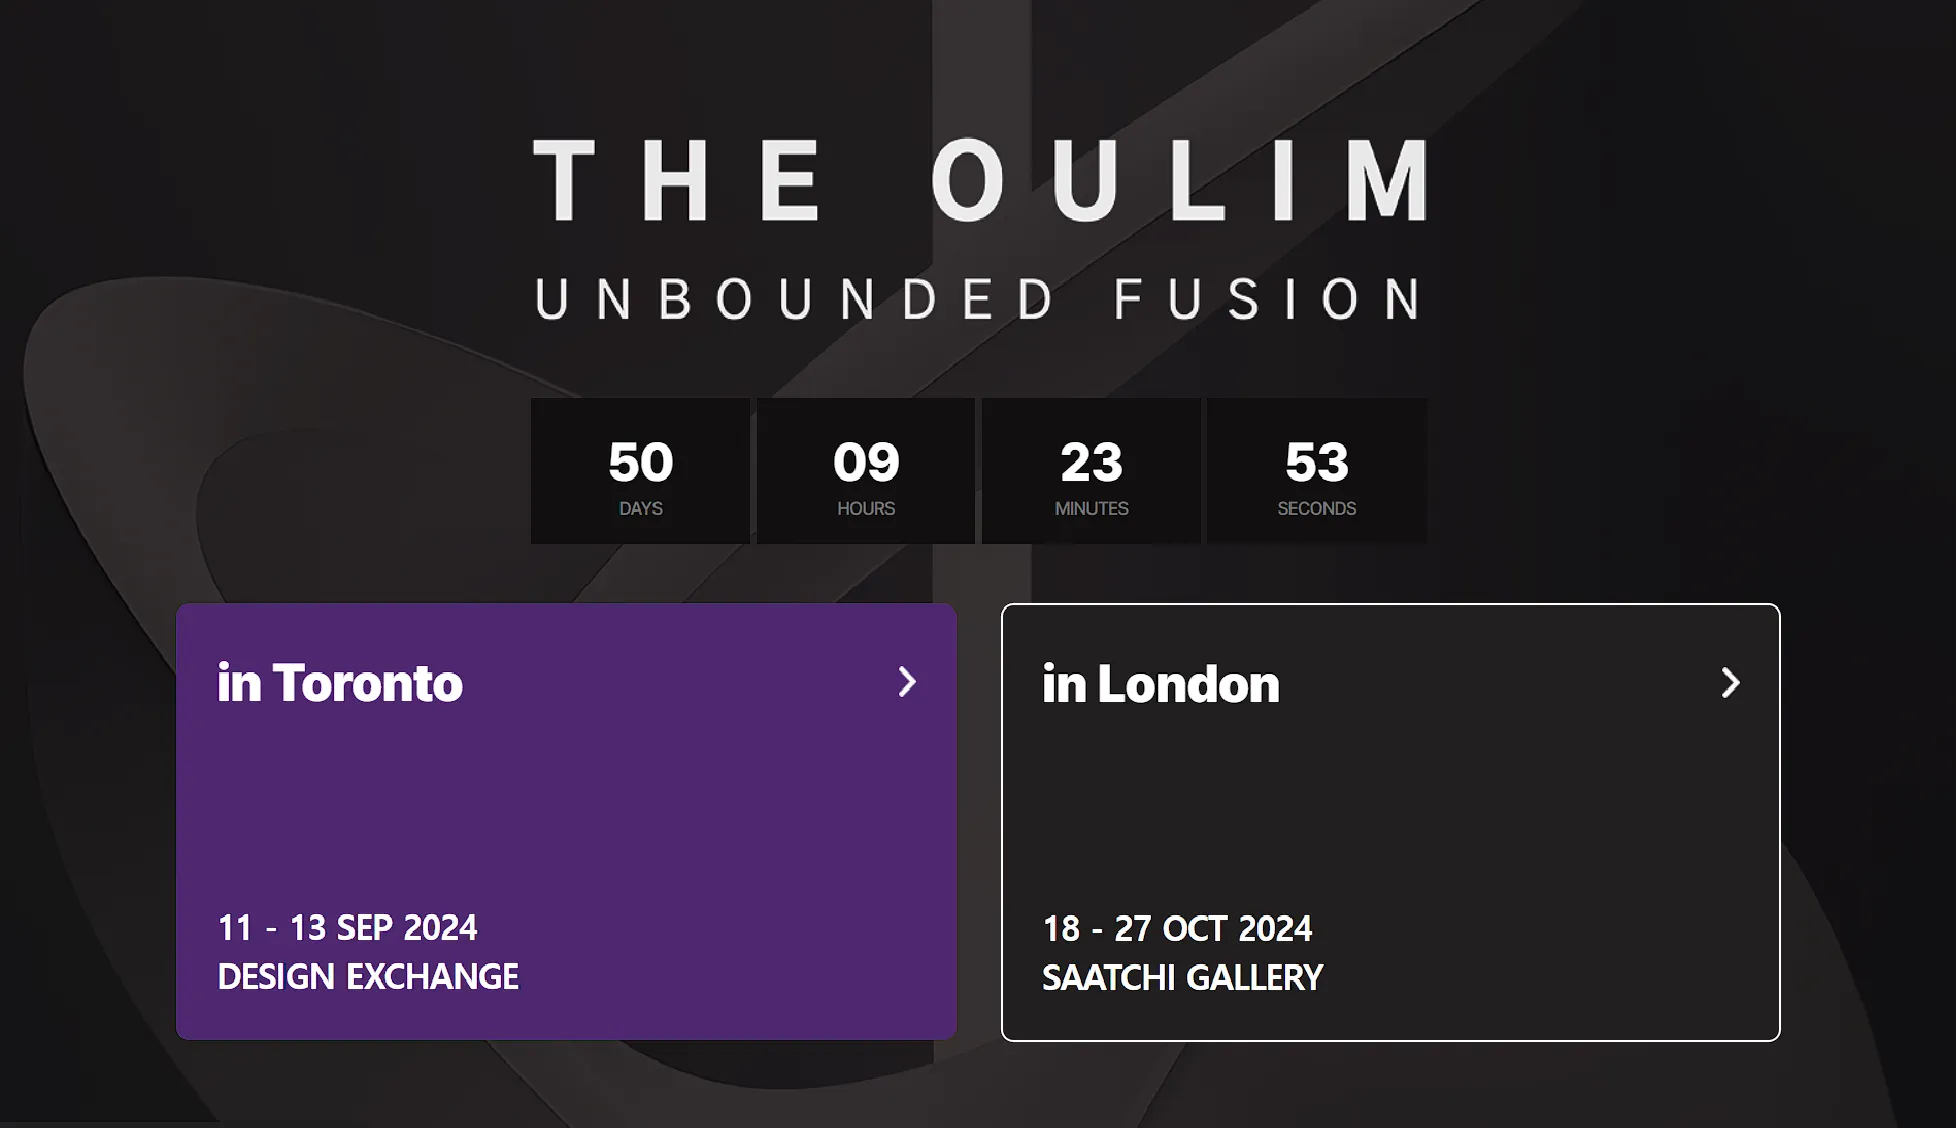 THE OULIM
UNBOUNDED FUSION
50
DAYS
09
HOURS
23
MINUTES
53
SECONDS
in Toronto
11 - 13 SEP 2024
DESIGN EXCHANGE
in London
18 - 27 OCT 2024
SAATCHI GALLERY